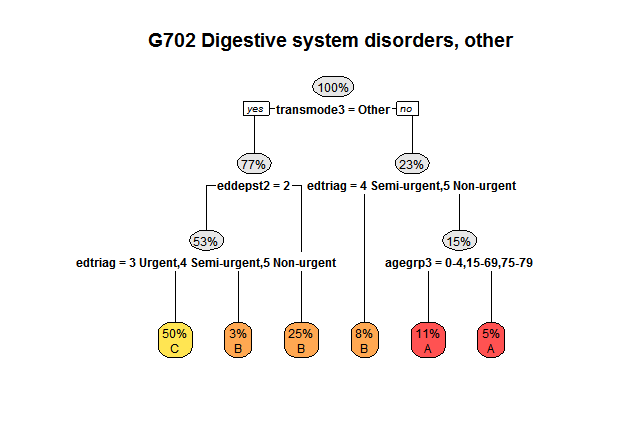 G702 Digestive system disorders, other
100%
yes transmode3 = Other no
77% 23%
eddepst2 = 2 edtriag = 4 Semi-urgent,5 Non-urgent
53% 15%
edtriag = 3 Urgent,4 Semi-urgent,5 Non-urgent agegrp3 = 0-4,15-69,75-79
50% 3% 25% 8% 11% 5%
C B B B A A